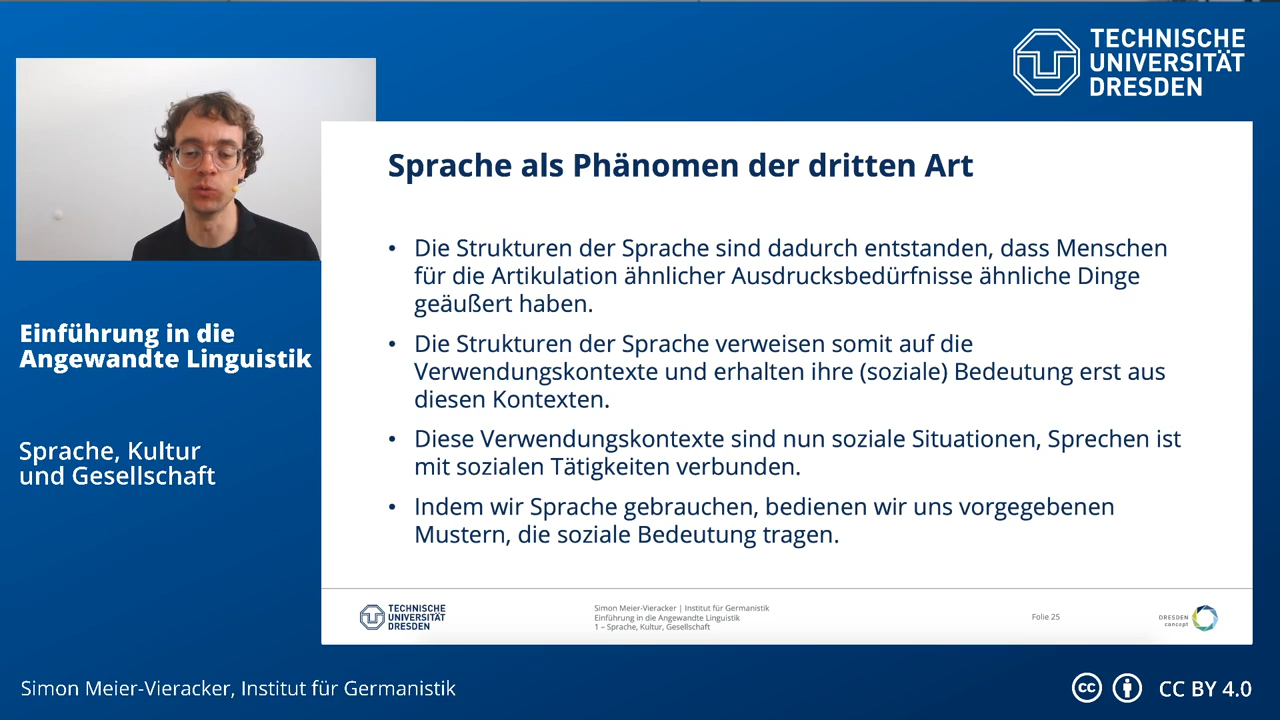 TECHNISCHE
UNIVERSITÄT
DRESDEN
Sprache als Phänomen der dritten Art
• Die Strukturen der Sprache sind dadurch entstanden, dass Menschen
für die Artikulation ähnlicher Ausdrucksbedürfnisse ähnliche Dinge
geäußert haben.
• Die Strukturen der Sprache verweisen somit auf die
Verwendungskontexte und erhalten ihre (soziale) Bedeutung erst aus
diesen Kontexten.
• Diese Verwendungskontexte sind nun soziale Situationen, Sprechen ist
mit sozialen Tätigkeiten verbunden.
• Indem wir Sprache gebrauchen, bedienen wir uns vorgegebenen
Mustern, die soziale Bedeutung tragen.
Einführung in die
Angewandte Linguistik
Sprache, Kultur
und Gesellschaft
TECHNISCHE
UNIVERSITÄT
DRESDEN
Simon Meier-Vieracker | Institut für Germanistik
Einführung in die Angewandte Linguistik
1 – Sprache, Kultur, Gesellschaft
Folie 25
DRESDEN
concept
Simon Meier-Vieracker, Institut für Germanistik
cc
CC BY 4.0